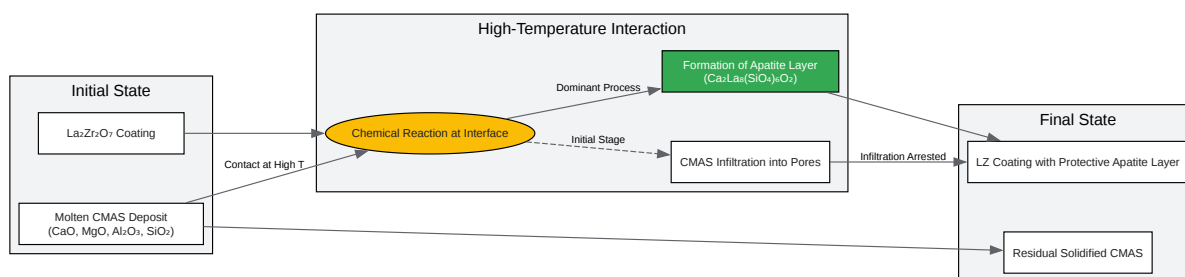 Initial State
La₂Zr₂O₇ Coating
Molten CMAS Deposit
(CaO, MgO, Al₂O₃, SiO₂)
Contact at High T
High-Temperature Interaction
Chemical Reaction at Interface
Dominant Process
Formation of Apatite Layer
(Ca₂La₈(SiO₄)₆O₂)
Initial Stage
CMAS Infiltration into Pores
Infiltration Arrested
Final State
LZ Coating with Protective Apatite Layer
Residual Solidified CMAS